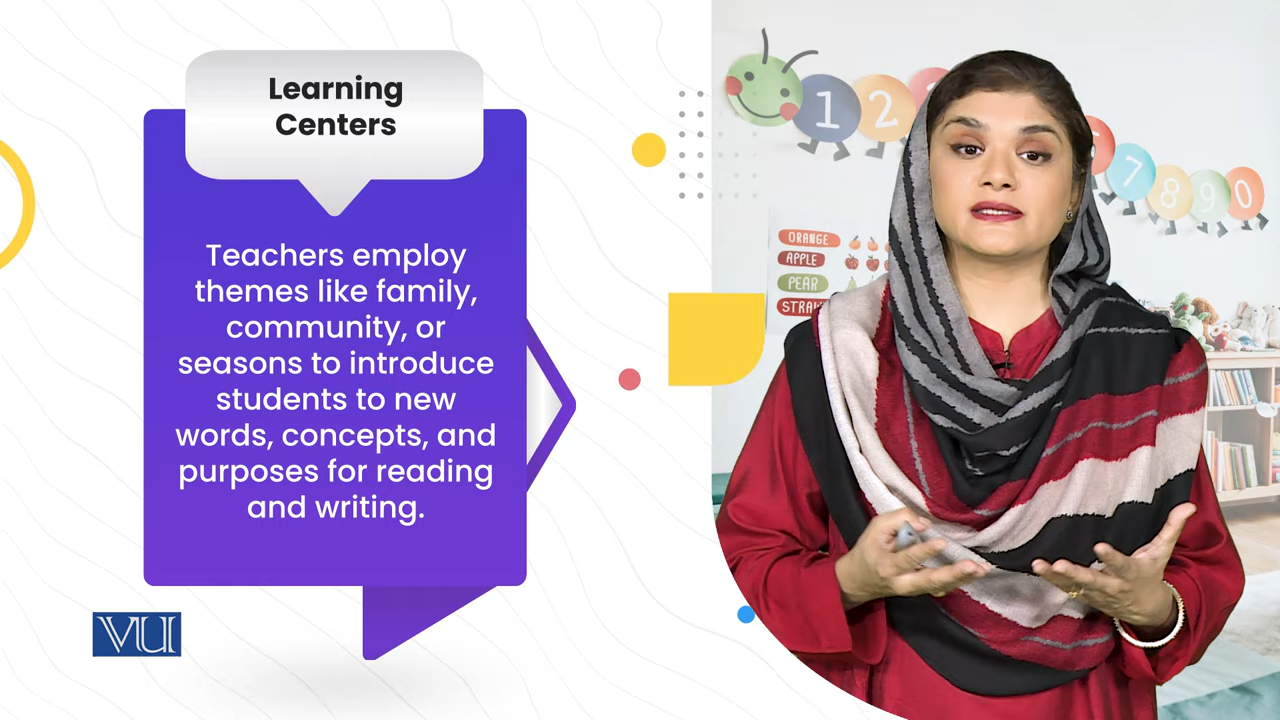 Learning
Centers
Teachers employ
themes like family,
community, or
seasons to introduce
students to new
words, concepts, and
purposes for reading
and writing.
VU
1 2
7 8 9 0
ORANGE
APPLE
PEAR